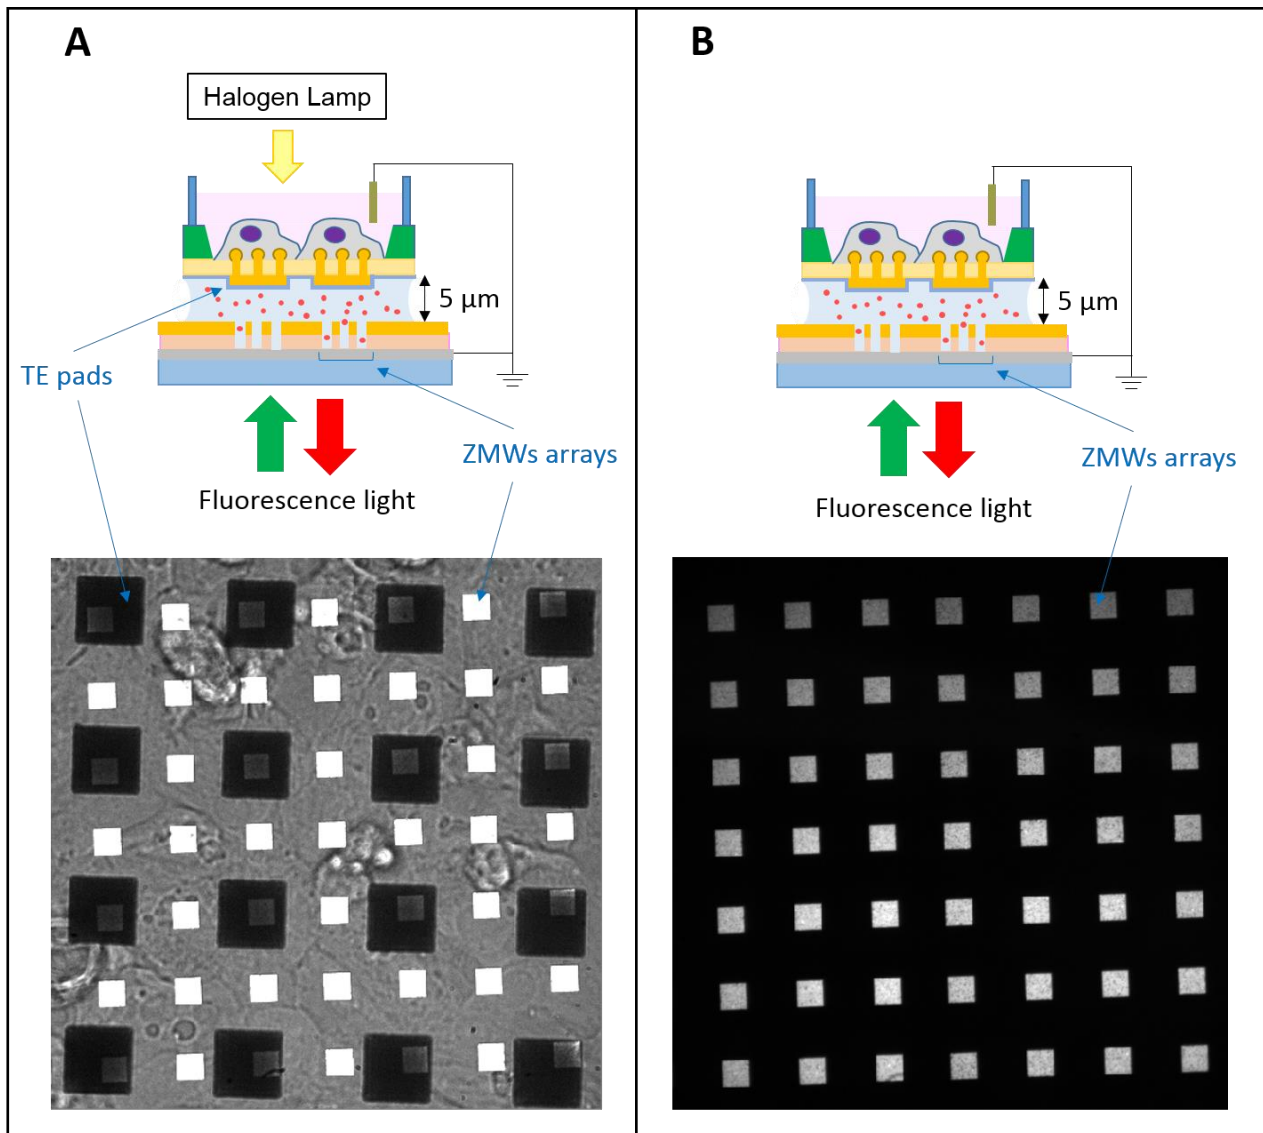 A
Halogen Lamp
5 µm
TE pads
ZMWs arrays
Fluorescence light
B
5 µm
ZMWs arrays
Fluorescence light